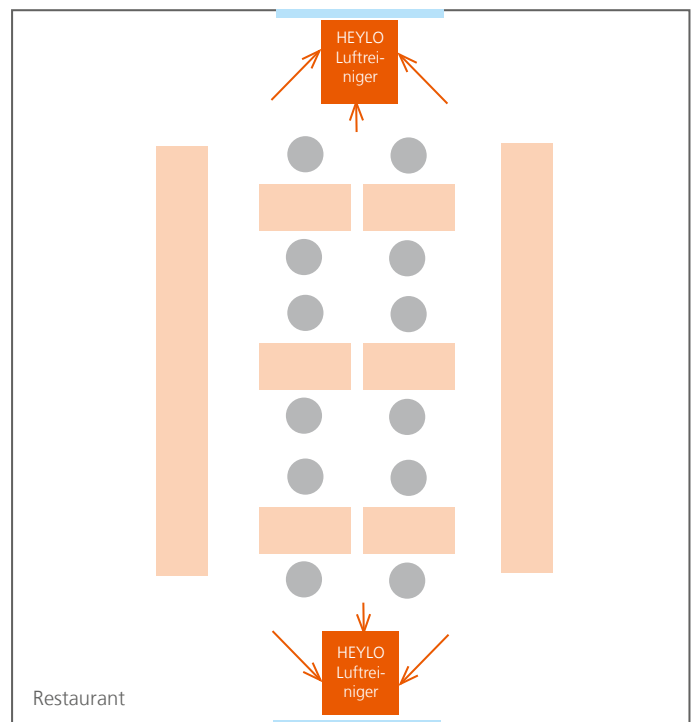 HEYLO
Luftrei-
niger
HEYLO
Luftrei-
niger
Restaurant